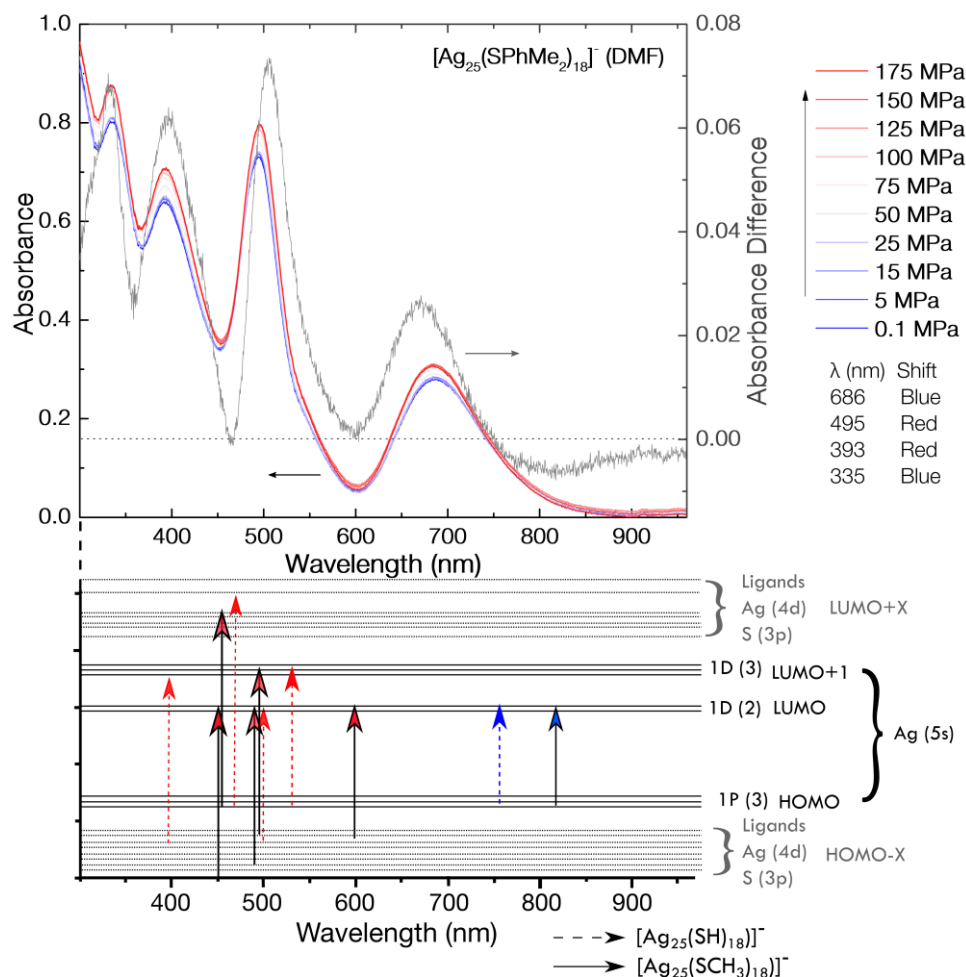 [Ag25(SPhMe2)18]- (DMF)
1.0
0.8
0.6
0.4
0.2
0.0
Absorbance
0.08
0.06
0.04
0.02
0.00
Absorbance Difference
400 500 600 700 800 900
Wavelength (nm)
175 MPa
150 MPa
125 MPa
100 MPa
75 MPa
50 MPa
25 MPa
15 MPa
5 MPa
0.1 MPa
λ (nm) Shift
686 Blue
495 Red
393 Red
335 Blue
Ligands
Ag (4d)
S (3p)
LUMO+X
1D (3) LUMO+1
1D (2) LUMO
1P (3) HOMO
Ag (5s)
Ligands
Ag (4d)
S (3p)
HOMO-X
400 500 600 700 800 900
Wavelength (nm)
[Ag25(SH)18)]-
[Ag25(SCH3)18)]-